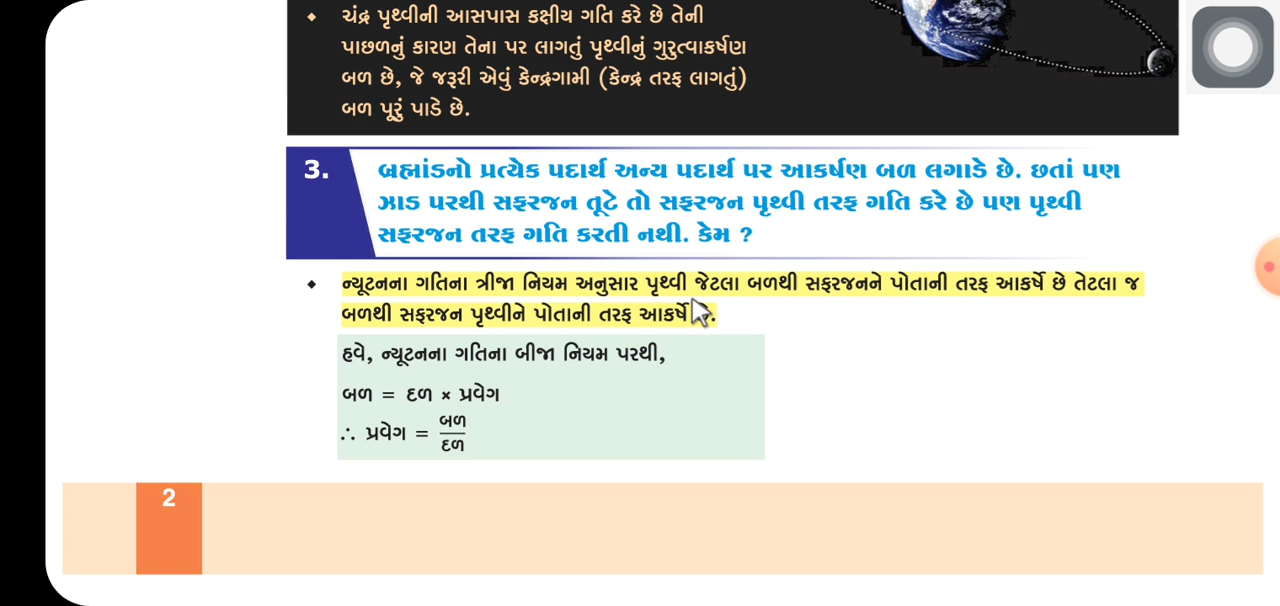 ચંદ્ર પૃથ્વીની આસપાસ કક્ષીય ગતિ કરે છે તેની
પાછળનું કારણ તેના પર લાગતું પૃથ્વીનું ગુરુત્વાકર્ષણ
બળ છે, જે જરૂરી એવું કેન્દ્રગામી (કેન્દ્ર તરફ લાગતું)
બળ પૂરું પાડે છે.
3.
બ્રહ્માંડનો પ્રત્યેક પદાર્થ અન્ય પદાર્થ પર આકર્ષણ બળ લગાડે છે. છતાં પણ
ઝાડ પરથી સફરજન તૂટે તો સફરજન પૃથ્વી તરફ ગતિ કરે છે પણ પૃથ્વી
સફરજન તરફ ગતિ કરતી નથી. કેમ ?
ન્યૂટનના ગતિના ત્રીજા નિયમ અનુસાર પૃથ્વી જેટલા બળથી સફરજનને પોતાની તરફ આકર્ષે છે તેટલા જ
બળથી સફરજન પૃથ્વીને પોતાની તરફ આકર્ષે .
હવે, ન્યૂટનના ગતિના બીજા નિયમ પરથી,
બળ = દળ × પ્રવેગ
∴ પ્રવેગ = બળ
દળ
2